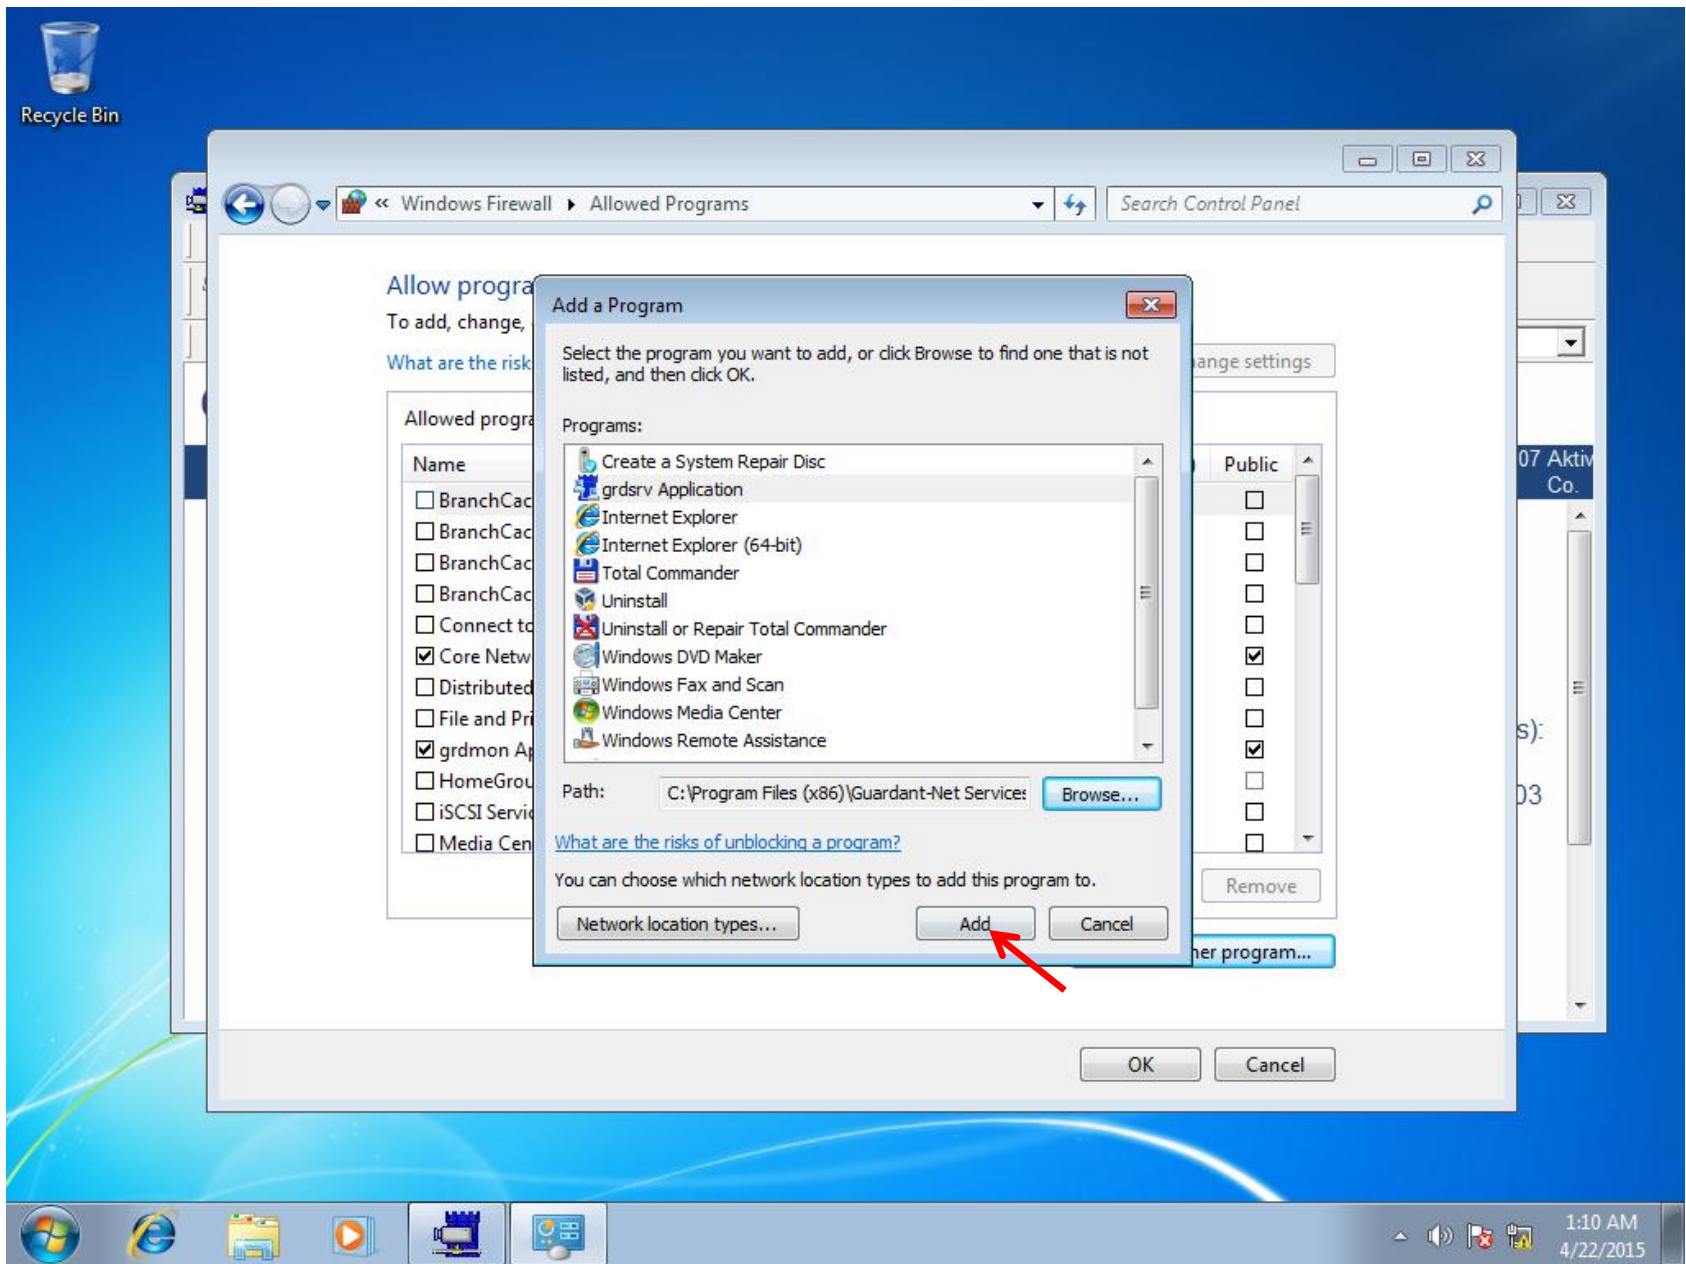 Recycle Bin
« Windows Firewall ▸ Allowed Programs
Search Control Panel
Allow progra
To add, change,
What are the risk
ange settings
Allowed progra
Name
Public
BranchCac
BranchCac
BranchCac
BranchCac
Connect to
Core Netw
Distributed
File and Pri
grdmon Ap
HomeGrou
iSCSI Servic
Media Cen
Remove
her program...
OK
Cancel
Add a Program
Select the program you want to add, or click Browse to find one that is not
listed, and then click OK.
Programs:
Create a System Repair Disc
grdsrv Application
Internet Explorer
Internet Explorer (64-bit)
Total Commander
Uninstall
Uninstall or Repair Total Commander
Windows DVD Maker
Windows Fax and Scan
Windows Media Center
Windows Remote Assistance
Path: C:\Program Files (x86)\Guardant-Net Services
Browse...
What are the risks of unblocking a program?
You can choose which network location types to add this program to.
Network location types...
Add
Cancel
07 Aktiv
Co.
s):
03
1:10 AM
4/22/2015